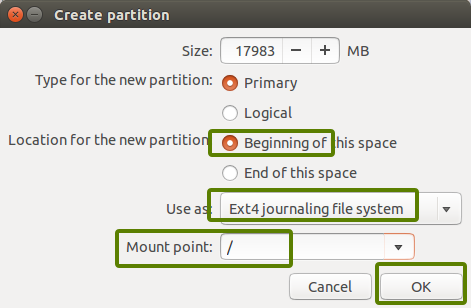 Create partition
Size: 17983 − + MB
Type for the new partition: Primary
Logical
Location for the new partition: Beginning of this space
End of this space
Use as: Ext4 journaling file system
Mount point: /
Cancel OK